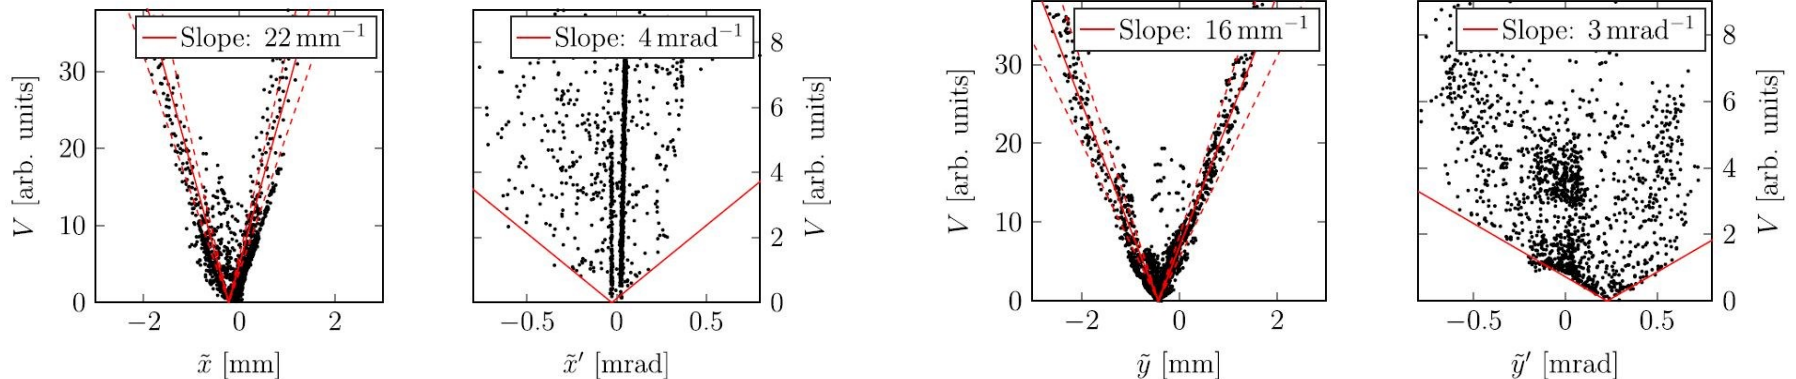 Slope: 22 mm⁻¹
V [arb. units]
30
20
10
0
−2
0
2
x̃ [mm]
Slope: 4 mrad⁻¹
8
6
4
2
0
V [arb. units]
−0.5
0
0.5
x̃′ [mrad]
Slope: 16 mm⁻¹
V [arb. units]
30
20
10
0
−2
0
2
ỹ [mm]
Slope: 3 mrad⁻¹
8
6
4
2
0
V [arb. units]
−0.5
0
0.5
ỹ′ [mrad]